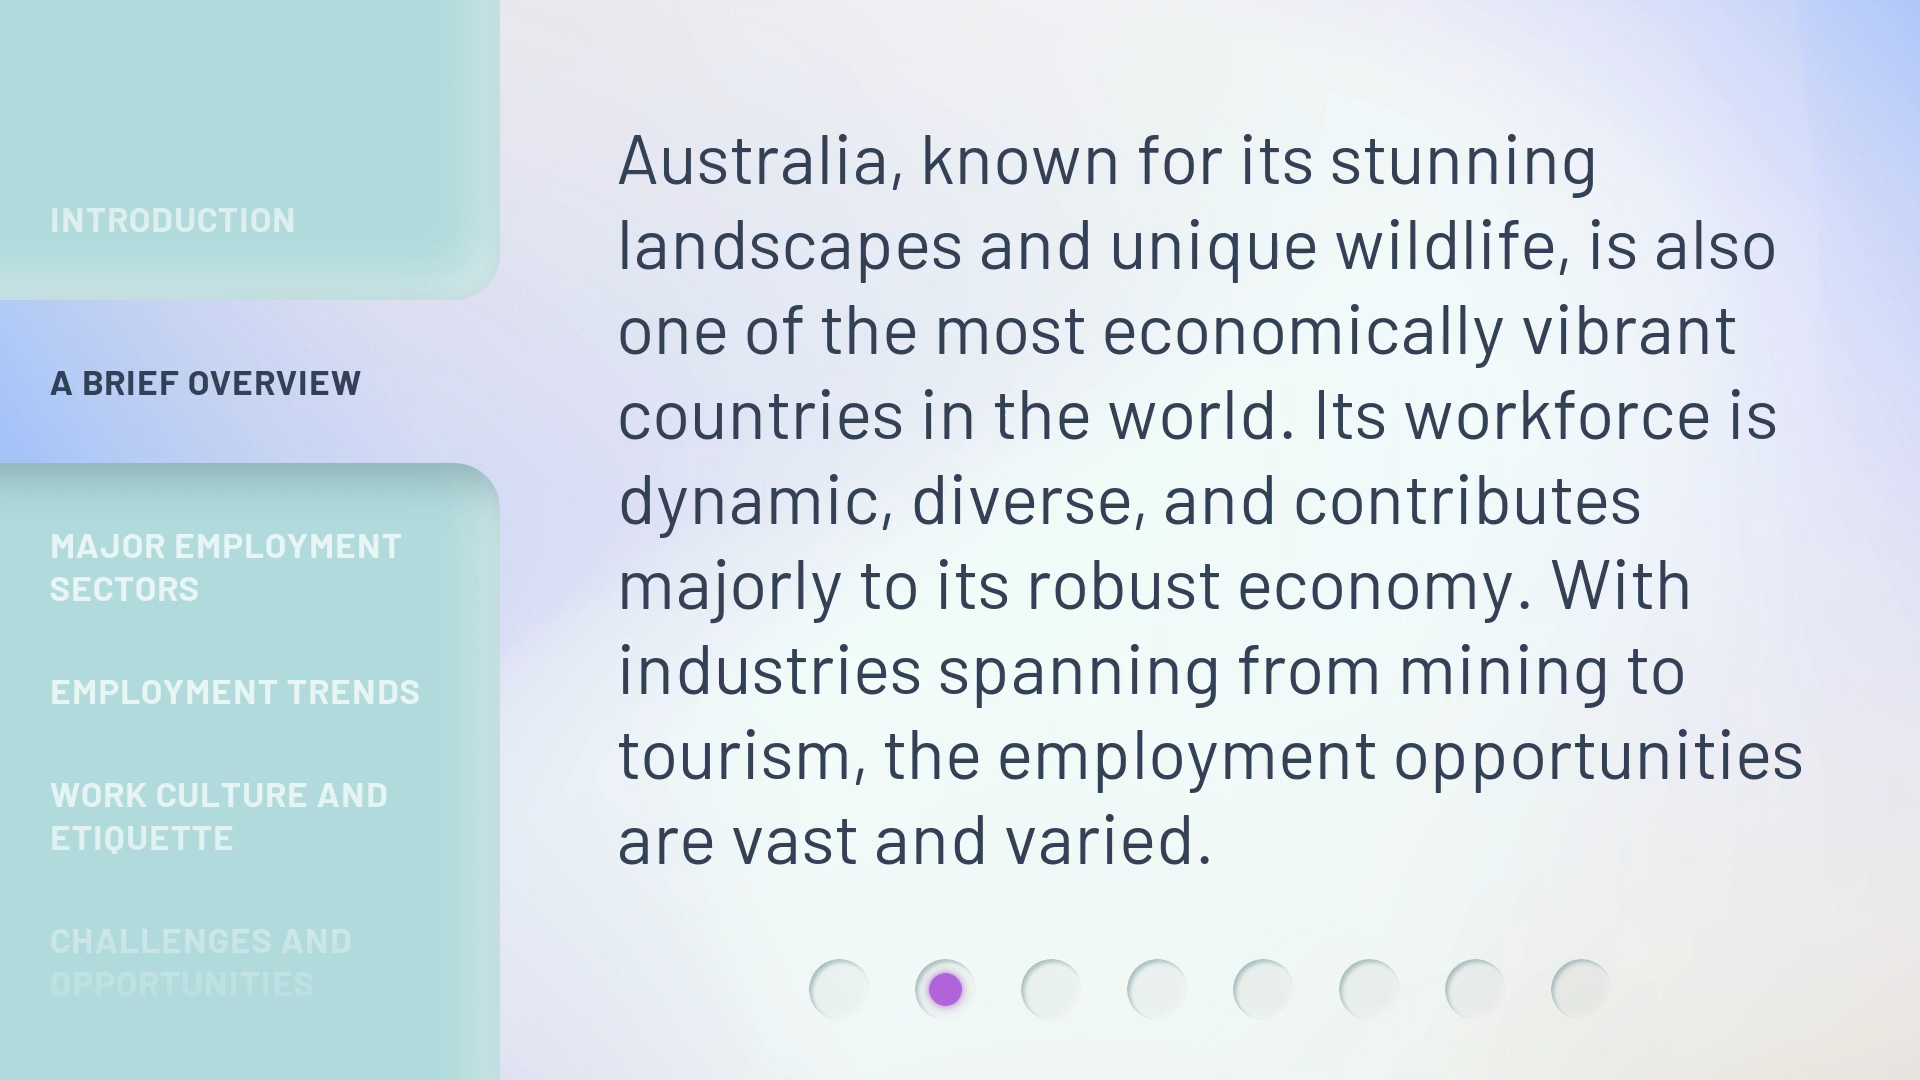 INTRODUCTION
A BRIEF OVERVIEW
MAJOR EMPLOYMENT
SECTORS
EMPLOYMENT TRENDS
WORK CULTURE AND
ETIQUETTE
CHALLENGES AND
OPPORTUNITIES
Australia, known for its stunning
landscapes and unique wildlife, is also
one of the most economically vibrant
countries in the world. Its workforce is
dynamic, diverse, and contributes
majorly to its robust economy. With
industries spanning from mining to
tourism, the employment opportunities
are vast and varied.